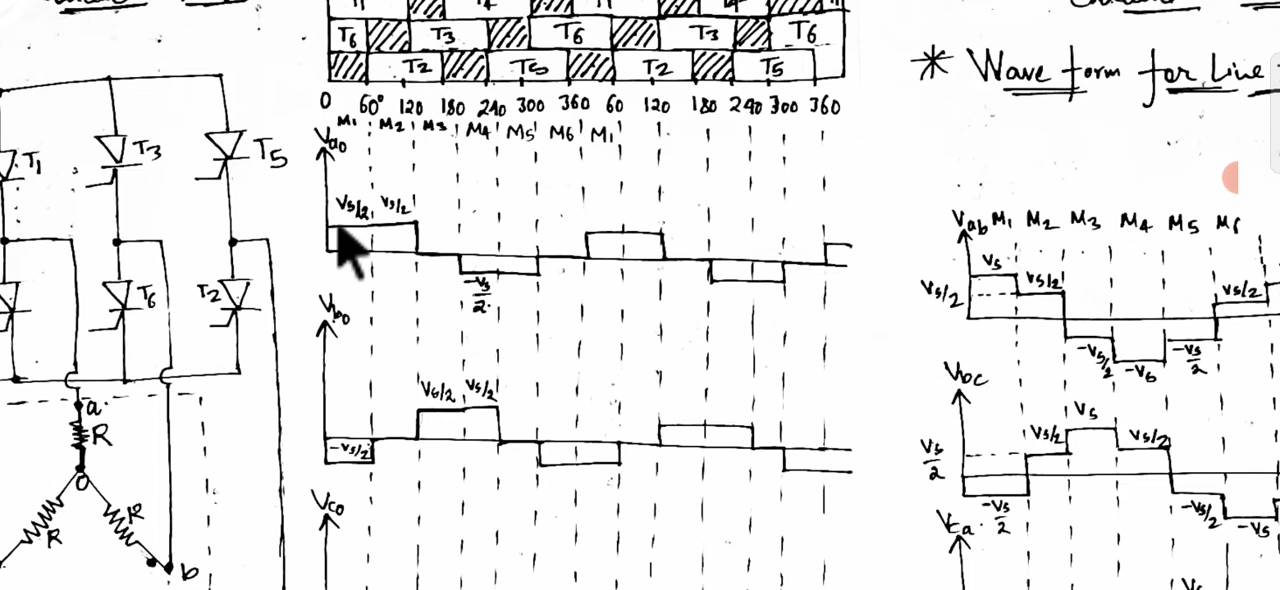 T6 T3 T6 T3 T6
T2 T5 T2 T5
0 60° 120 180 240 300 360 60 120 180 240 300 360
M1 M2 M3 M4 M5 M6 M1
Vao
Vs/2 Vs/2
-Vs/2
Vbo
Vs/2 Vs/2
-Vs/2
Vco
T1 T3 T5
T6 T2
a
R
o
R R
b
* Wave form for Line
Vab M1 M2 M3 M4 M5 M6
Vs
Vs/2 Vs/2 Vs/2
-Vs/2 -Vs -Vs/2
Vbc
Vs
Vs/2 Vs/2 Vs/2
-Vs/2 -Vs/2 -Vs
Vca
Vs